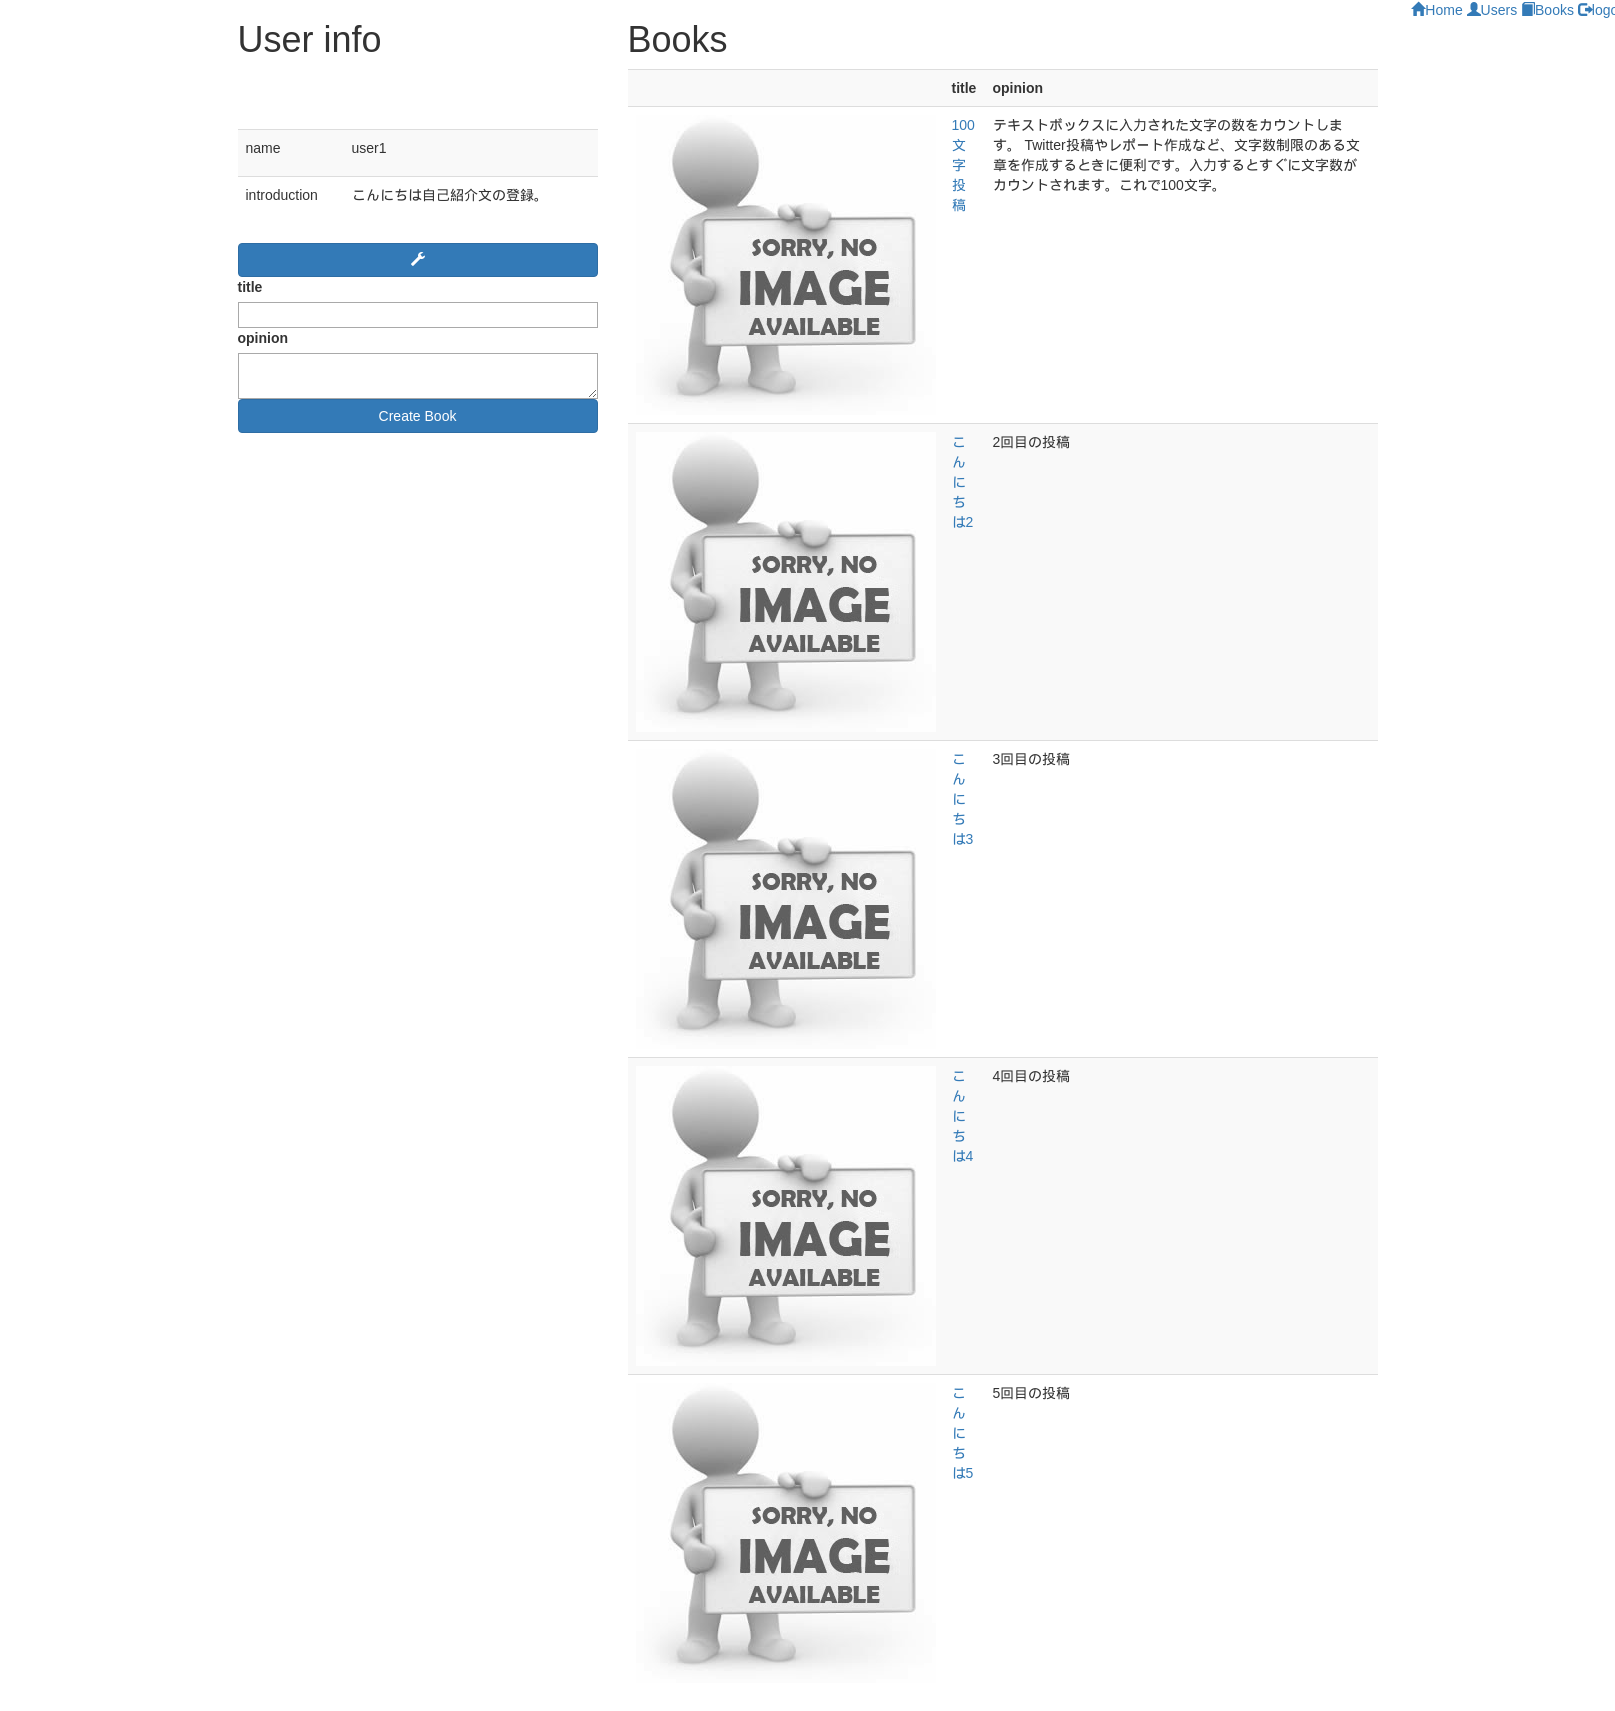 Home Users Books logo
User info
name user1
introduction こんにちは自己紹介文の登録。
title
opinion
Create Book
Books
title opinion
SORRY, NO
IMAGE
AVAILABLE
100
文
字
投
稿
テキストボックスに入力された文字の数をカウントしま
す。 Twitter投稿やレポート作成など、文字数制限のある文
章を作成するときに便利です。入力するとすぐに文字数が
カウントされます。これで100文字。
SORRY, NO
IMAGE
AVAILABLE
こ
ん
に
ち
は2
2回目の投稿
SORRY, NO
IMAGE
AVAILABLE
こ
ん
に
ち
は3
3回目の投稿
SORRY, NO
IMAGE
AVAILABLE
こ
ん
に
ち
は4
4回目の投稿
SORRY, NO
IMAGE
AVAILABLE
こ
ん
に
ち
は5
5回目の投稿